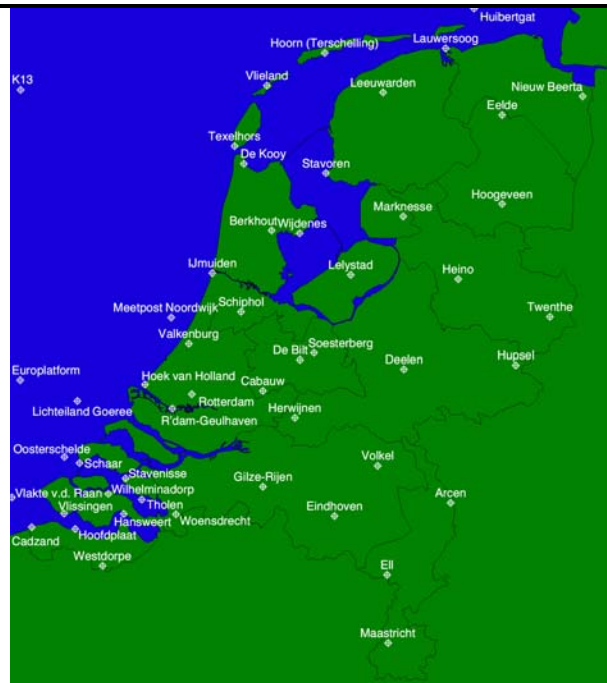 Huibertgat
Lauwersoog
Hoorn (Terschelling)
K13
Vlieland
Leeuwarden
Nieuw Beerta
Eelde
Texelhors
De Kooy
Stavoren
Hoogeveen
Marknesse
Berkhout
Wijdenes
IJmuiden
Lelystad
Heino
Schiphol
Meetpost Noordwijk
Twenthe
Valkenburg
Soesterberg
De Bilt
Deelen
Hupsel
Europlatform
Hoek van Holland
Cabauw
Rotterdam
Lichteiland Goeree
R'dam-Geulhaven
Herwijnen
Oosterschelde
Schaar
Volkel
Stavenisse
Gilze-Rijen
Vlakte v.d. Raan
Wilhelminadorp
Arcen
Vlissingen
Tholen
Eindhoven
Hansweert
Woensdrecht
Cadzand
Hoofdplaat
Westdorpe
Ell
Maastricht